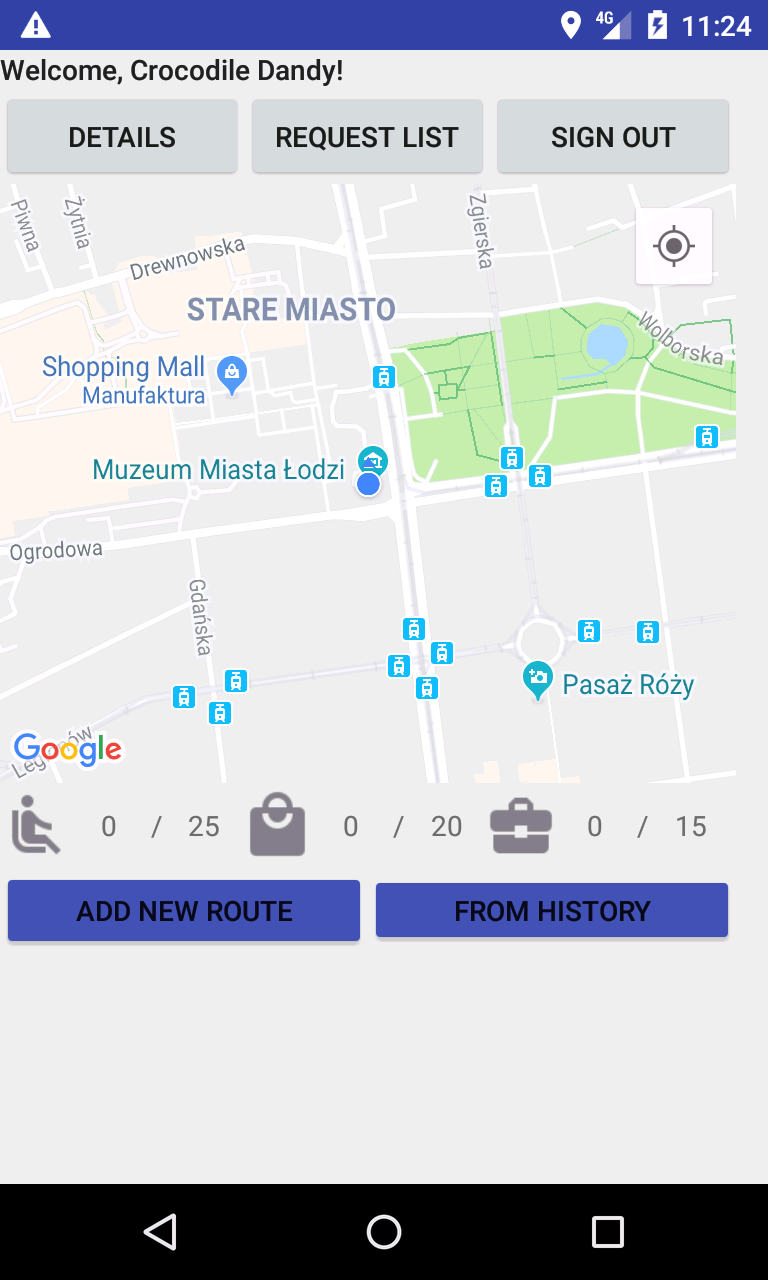 4G 11:24
Welcome, Crocodile Dandy!
DETAILS REQUEST LIST SIGN OUT
Piwna
Żytnia
Zgierska
Drewnowska
STARE MIASTO
Wolborska
Shopping Mall
Manufaktura
Muzeum Miasta Łodzi
Ogrodowa
Gdańska
Pasaż Róży
Google
0 / 25 0 / 20 0 / 15
ADD NEW ROUTE FROM HISTORY